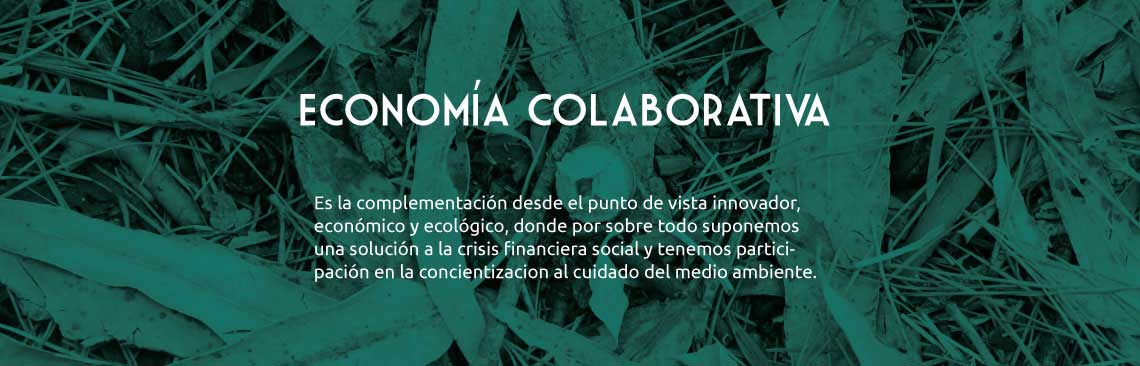 ECONOMÍA COLABORATIVA
Es la complementación desde el punto de vista innovador,
económico y ecológico, donde por sobre todo suponemos
una solución a la crisis financiera social y tenemos partici-
pación en la concientizacion al cuidado del medio ambiente.